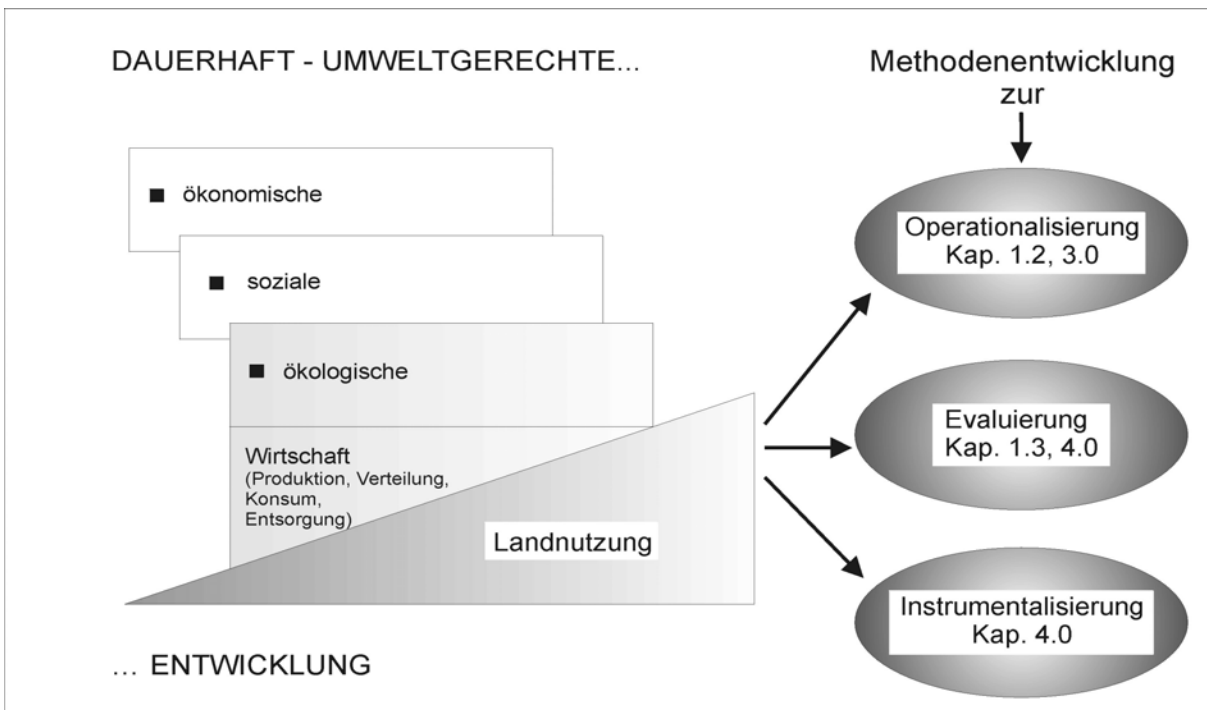 DAUERHAFT - UMWELTGERECHTE...
■ ökonomische
■ soziale
■ ökologische
Wirtschaft
(Produktion, Verteilung,
Konsum,
Entsorgung)
Landnutzung
... ENTWICKLUNG
Methodenentwicklung
zur
Operationalisierung
Kap. 1.2, 3.0
Evaluierung
Kap. 1.3, 4.0
Instrumentalisierung
Kap. 4.0